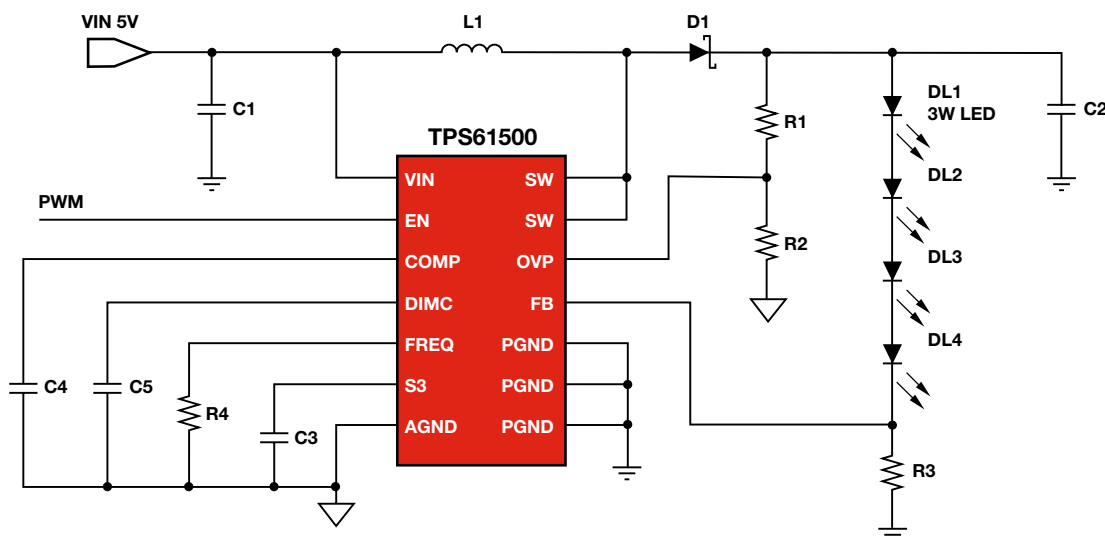 VIN 5V
L1
D1
C1
R1
DL1
3W LED
C2
TPS61500
VIN
SW
DL2
PWM
EN
SW
R2
COMP
OVP
DL3
DIMC
FB
FREQ
PGND
DL4
C4
C5
R4
S3
PGND
C3
AGND
PGND
R3